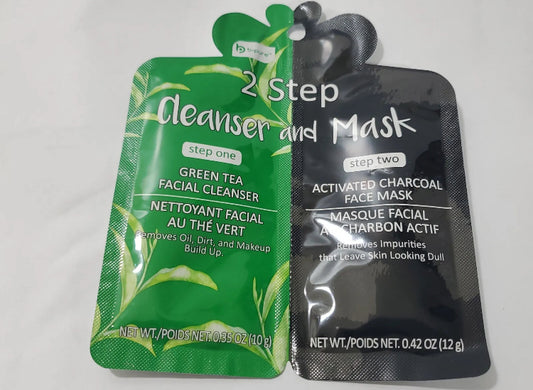 b.pure
2 Step
Cleanser and Mask
step one
GREEN TEA
FACIAL CLEANSER
NETTOYANT FACIAL
AU THÉ VERT
Removes Oil, Dirt, and Makeup
Build Up.
NET WT./POIDS NET. 0.35 OZ (10 g)
step two
ACTIVATED CHARCOAL
FACE MASK
MASQUE FACIAL
AU CHARBON ACTIF
Removes Impurities
that Leave Skin Looking Dull
NET WT./POIDS NET. 0.42 OZ (12 g)